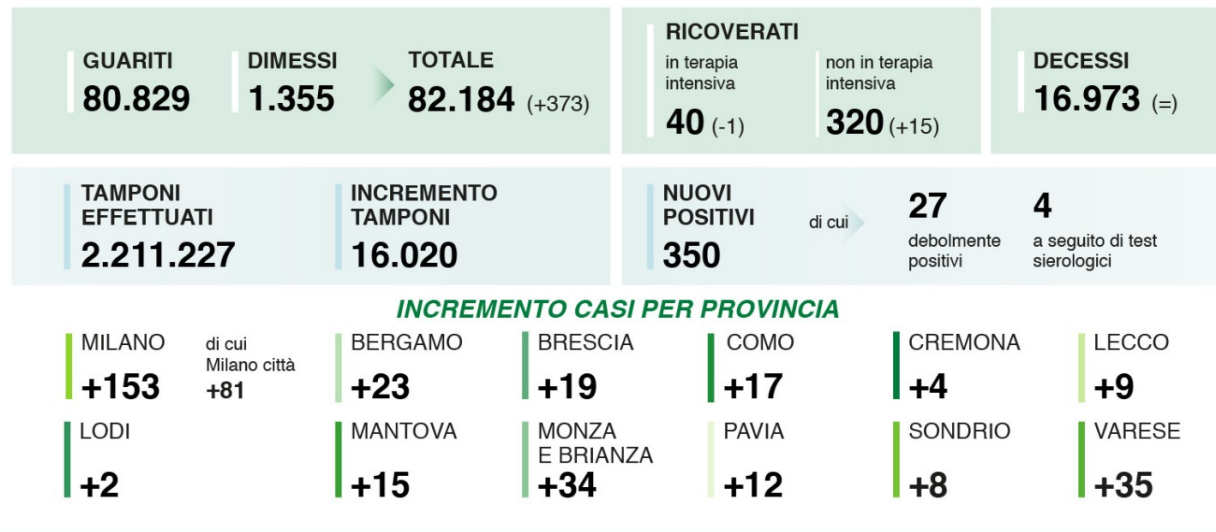 GUARITI
80.829
DIMESSI
1.355
TOTALE
82.184 (+373)
RICOVERATI
in terapia
intensiva
40 (-1)
non in terapia
intensiva
320 (+15)
DECESSI
16.973 (=)
TAMPONI
EFFETTUATI
2.211.227
INCREMENTO
TAMPONI
16.020
NUOVI
POSITIVI
350
di cui
27
debolmente
positivi
4
a seguito di test
sierologici
INCREMENTO CASI PER PROVINCIA
MILANO
+153
di cui
Milano città
+81
BERGAMO
+23
BRESCIA
+19
COMO
+17
CREMONA
+4
LECCO
+9
LODI
+2
MANTOVA
+15
MONZA
E BRIANZA
+34
PAVIA
+12
SONDRIO
+8
VARESE
+35